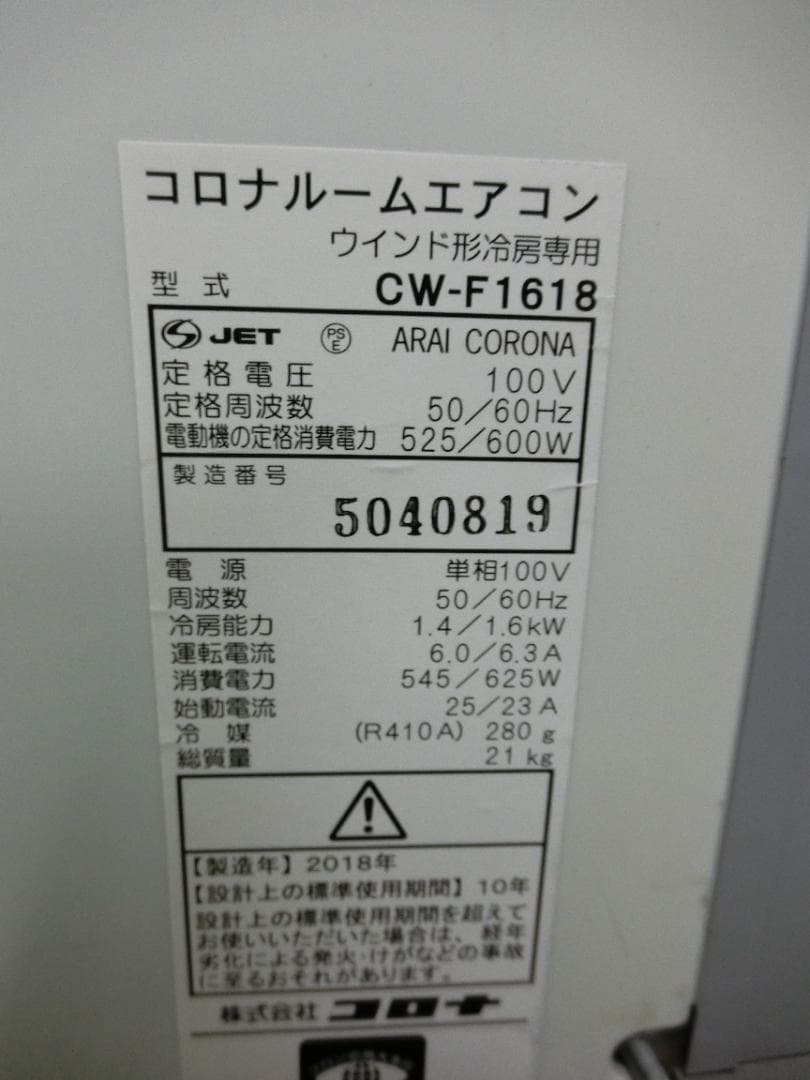 コロナルームエアコン
ウインド形冷房専用
型式 CW-F1618
JET PSE ARAI CORONA
定格電圧 100V
定格周波数 50/60Hz
電動機の定格消費電力 525/600W
製造番号
5040819
電源 単相100V
周波数 50/60Hz
冷房能力 1.4/1.6kW
運転電流 6.0/6.3A
消費電力 545/625W
始動電流 25/23A
冷媒 (R410A) 280g
総質量 21kg
【製造年】2018年
【設計上の標準使用期間】10年
設計上の標準使用期間を超えて
お使いいただいた場合は、経年
劣化による発火・けがなどの事故
に至るおそれがあります。
株式会社 コロナ